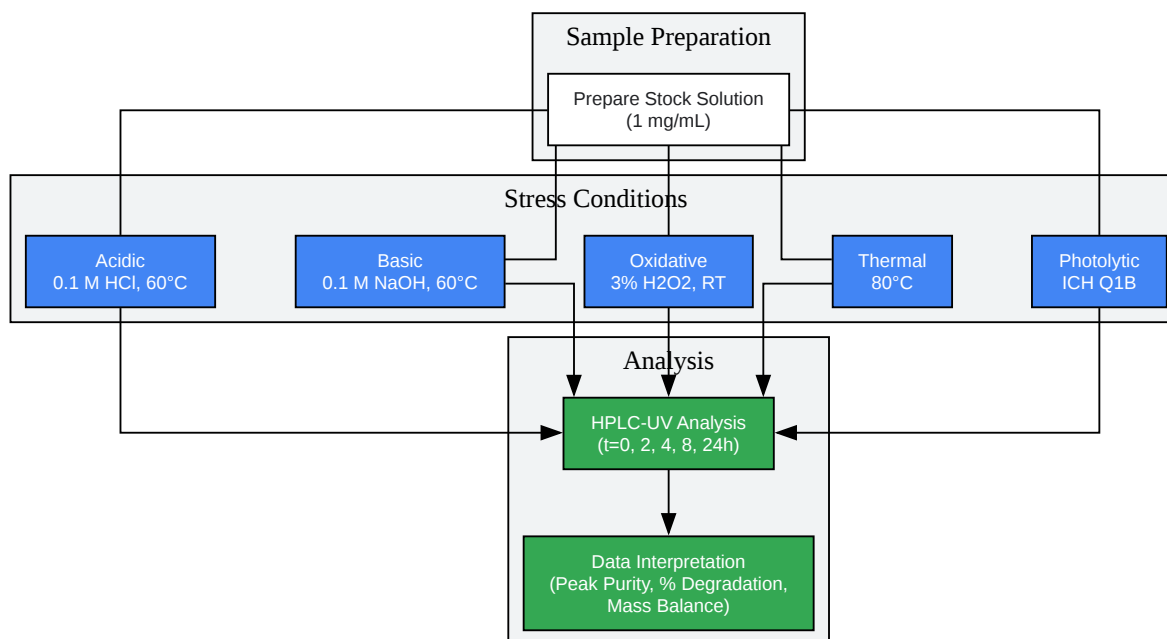 Sample Preparation
Prepare Stock Solution
(1 mg/mL)
Stress Conditions
Acidic
0.1 M HCl, 60°C
Basic
0.1 M NaOH, 60°C
Oxidative
3% H2O2, RT
Thermal
80°C
Photolytic
ICH Q1B
Analysis
HPLC-UV Analysis
(t=0, 2, 4, 8, 24h)
Data Interpretation
(Peak Purity, % Degradation,
Mass Balance)